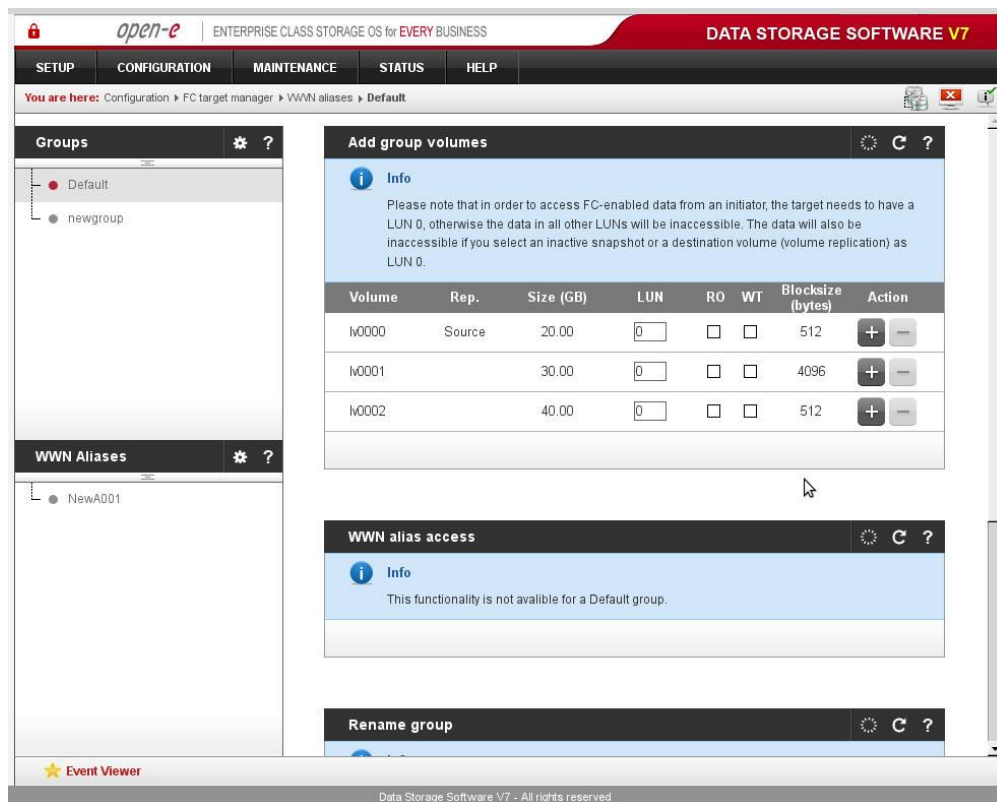 open-e ENTERPRISE CLASS STORAGE OS for EVERY BUSINESS DATA STORAGE SOFTWARE V7
SETUP CONFIGURATION MAINTENANCE STATUS HELP
You are here: Configuration FC target manager WWN aliases Default
Groups ?
Default
newgroup
WWN Aliases ?
NewA001
Add group volumes ?
Info
Please note that in order to access FC-enabled data from an initiator, the target needs to have a
LUN 0, otherwise the data in all other LUNs will be inaccessible. The data will also be
inaccessible if you select an inactive snapshot or a destination volume (volume replication) as
LUN 0.
Volume Rep. Size (GB) LUN RO WT Blocksize (bytes) Action
lv0000 Source 20.00 0 512 + −
lv0001 30.00 0 4096 + −
lv0002 40.00 0 512 + −
WWN alias access ?
Info
This functionality is not avalible for a Default group.
Rename group ?
Event Viewer
Data Storage Software V7 - All rights reserved